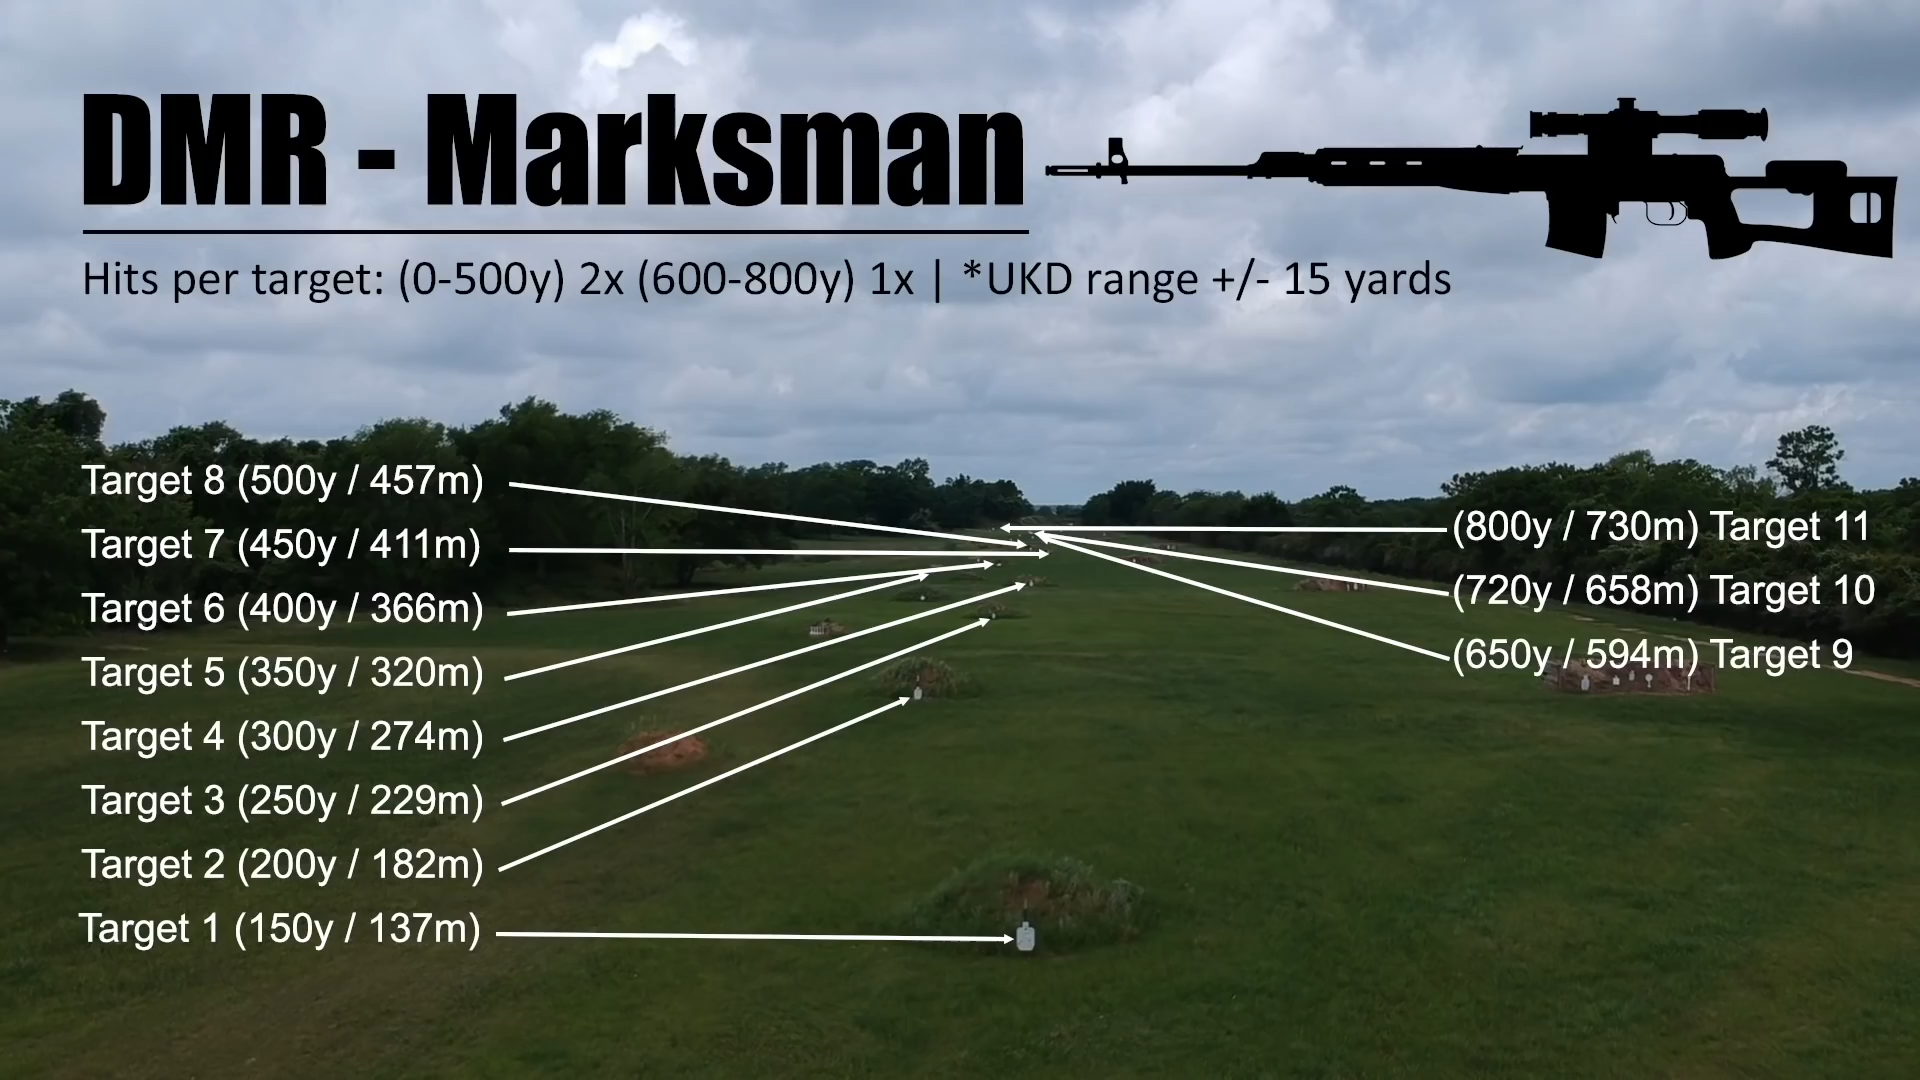 DMR - Marksman
Hits per target: (0-500y) 2x (600-800y) 1x | *UKD range +/- 15 yards
Target 8 (500y / 457m)
Target 7 (450y / 411m)
Target 6 (400y / 366m)
Target 5 (350y / 320m)
Target 4 (300y / 274m)
Target 3 (250y / 229m)
Target 2 (200y / 182m)
Target 1 (150y / 137m)
(800y / 730m) Target 11
(720y / 658m) Target 10
(650y / 594m) Target 9